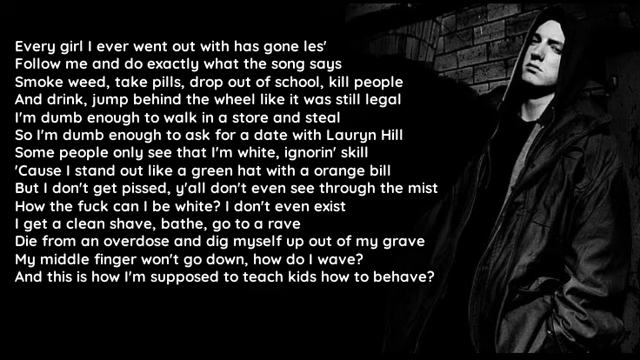 Every girl I ever went out with has gone les'
Follow me and do exactly what the song says
Smoke weed, take pills, drop out of school, kill people
And drink, jump behind the wheel like it was still legal
I'm dumb enough to walk in a store and steal
So I'm dumb enough to ask for a date with Lauryn Hill
Some people only see that I'm white, ignorin' skill
'Cause I stand out like a green hat with a orange bill
But I don't get pissed, y'all don't even see through the mist
How the fuck can I be white? I don't even exist
I get a clean shave, bathe, go to a rave
Die from an overdose and dig myself up out of my grave
My middle finger won't go down, how do I wave?
And this is how I'm supposed to teach kids how to behave?